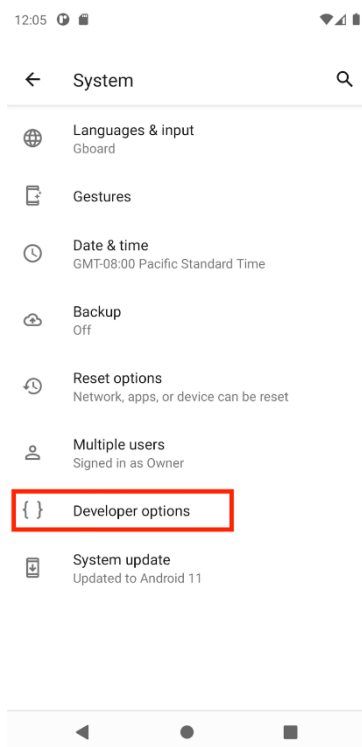 12:05
System
Languages & input
Gboard
Gestures
Date & time
GMT-08:00 Pacific Standard Time
Backup
Off
Reset options
Network, apps, or device can be reset
Multiple users
Signed in as Owner
{ } Developer options
System update
Updated to Android 11